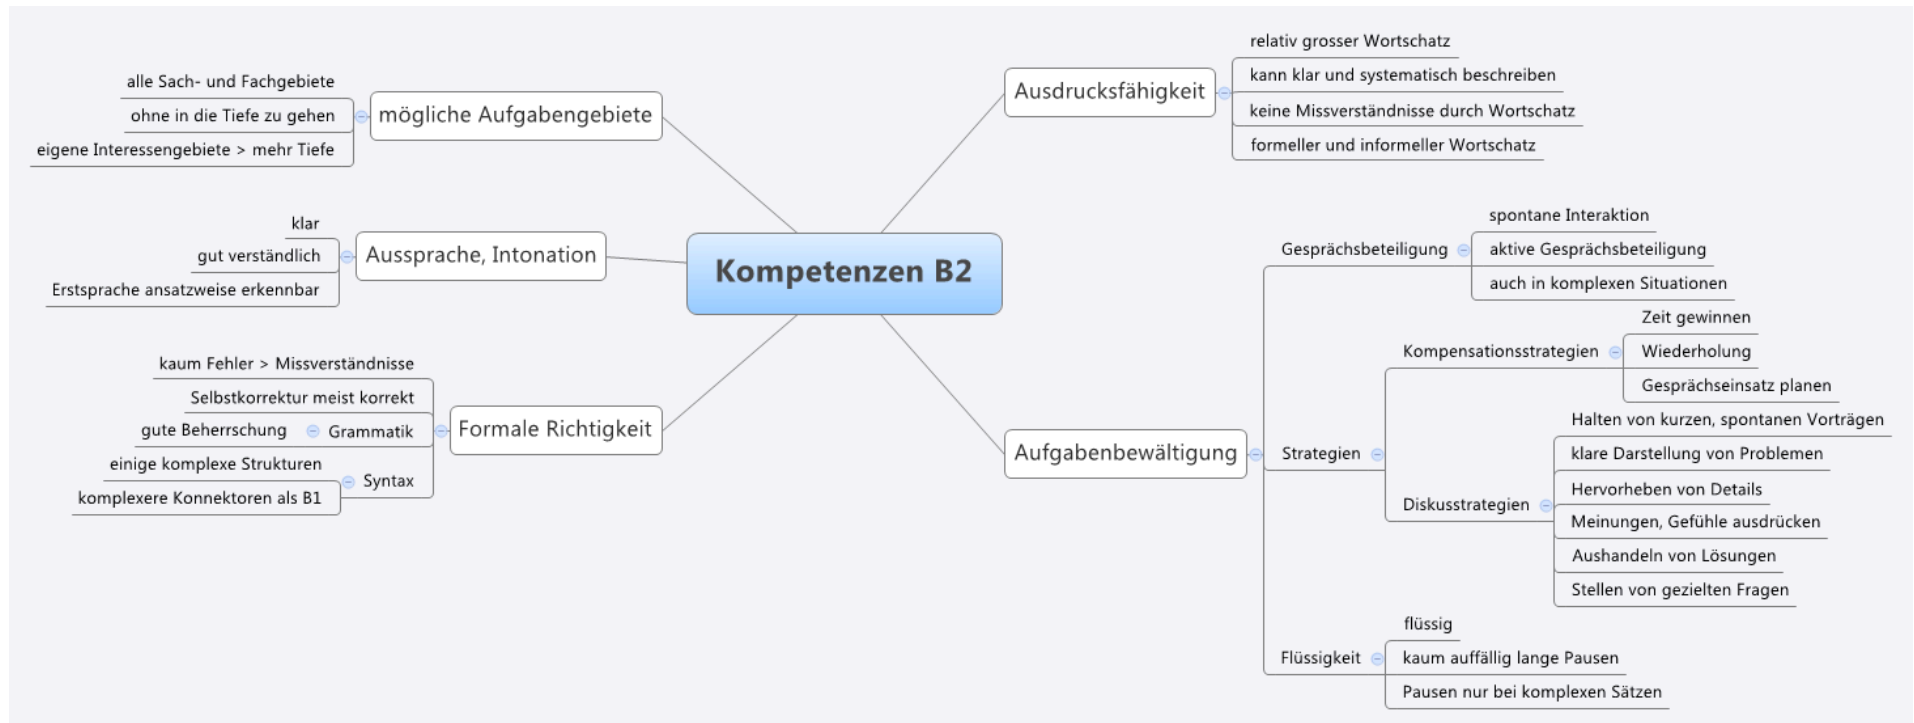 Kompetenzen B2
mögliche Aufgabengebiete
alle Sach- und Fachgebiete
ohne in die Tiefe zu gehen
eigene Interessengebiete > mehr Tiefe
Aussprache, Intonation
klar
gut verständlich
Erstsprache ansatzweise erkennbar
Formale Richtigkeit
kaum Fehler > Missverständnisse
Selbstkorrektur meist korrekt
Grammatik
gute Beherrschung
Syntax
einige komplexe Strukturen
komplexere Konnektoren als B1
Ausdrucksfähigkeit
relativ grosser Wortschatz
kann klar und systematisch beschreiben
keine Missverständnisse durch Wortschatz
formeller und informeller Wortschatz
Aufgabenbewältigung
Gesprächsbeteiligung
spontane Interaktion
aktive Gesprächsbeteiligung
auch in komplexen Situationen
Strategien
Kompensationsstrategien
Zeit gewinnen
Wiederholung
Gesprächseinsatz planen
Diskusstrategien
Halten von kurzen, spontanen Vorträgen
klare Darstellung von Problemen
Hervorheben von Details
Meinungen, Gefühle ausdrücken
Aushandeln von Lösungen
Stellen von gezielten Fragen
Flüssigkeit
flüssig
kaum auffällig lange Pausen
Pausen nur bei komplexen Sätzen